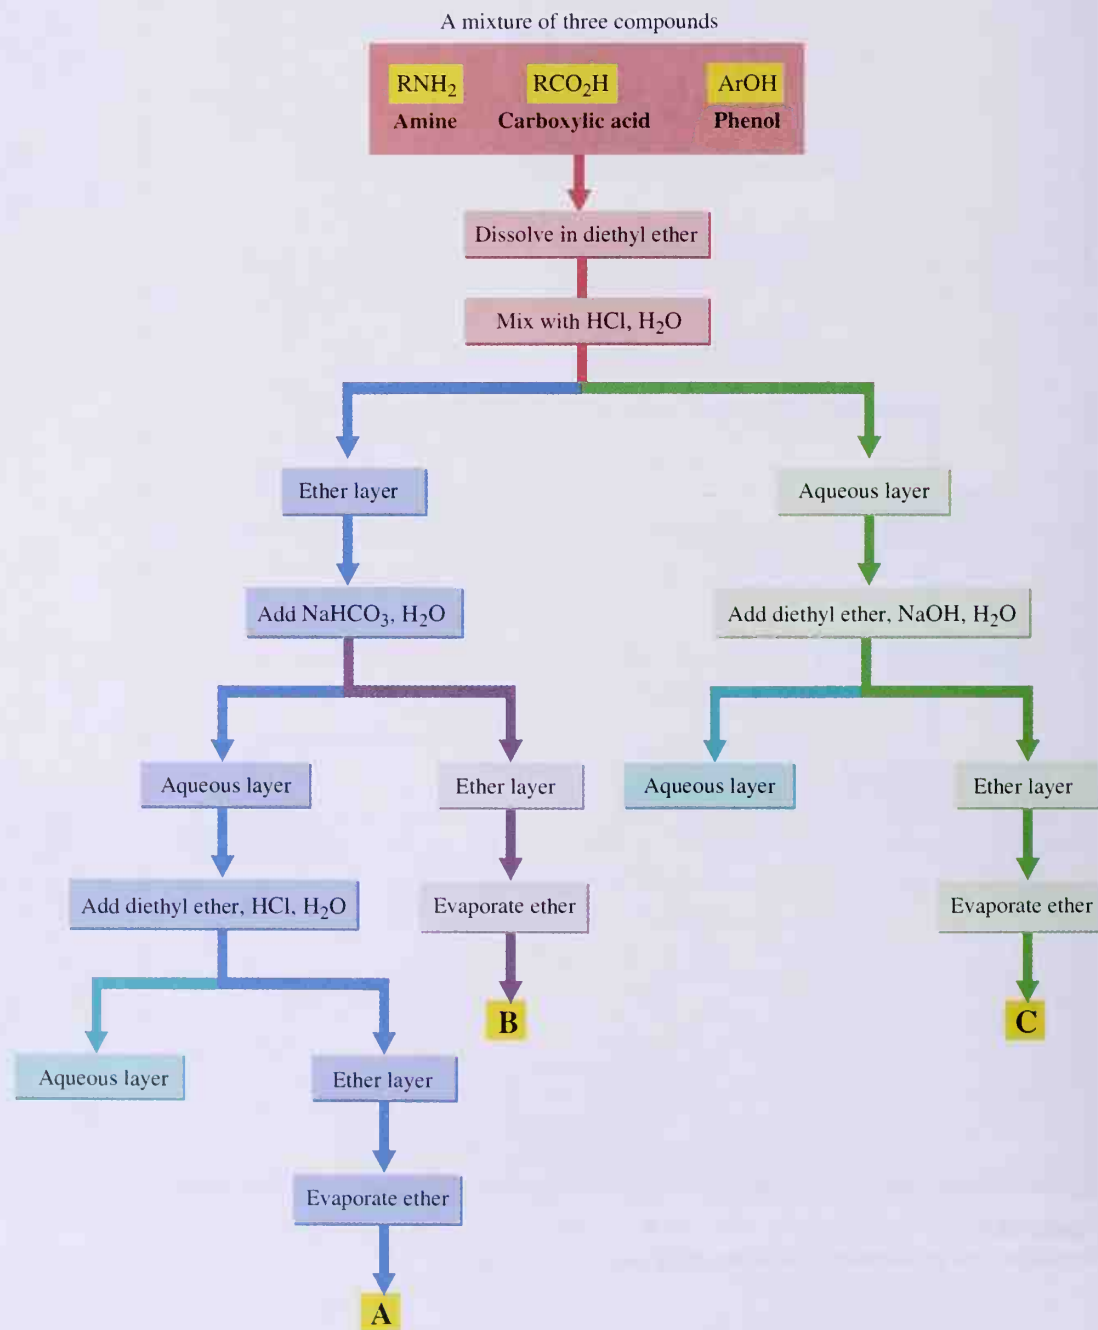 A mixture of three compounds
RNH₂ RCO₂H ArOH
Amine Carboxylic acid Phenol
Dissolve in diethyl ether
Mix with HCl, H₂O
Ether layer
Aqueous layer
Add NaHCO₃, H₂O
Add diethyl ether, NaOH, H₂O
Aqueous layer
Ether layer
Aqueous layer
Ether layer
Add diethyl ether, HCl, H₂O
Evaporate ether
Evaporate ether
B
C
Aqueous layer
Ether layer
Evaporate ether
A